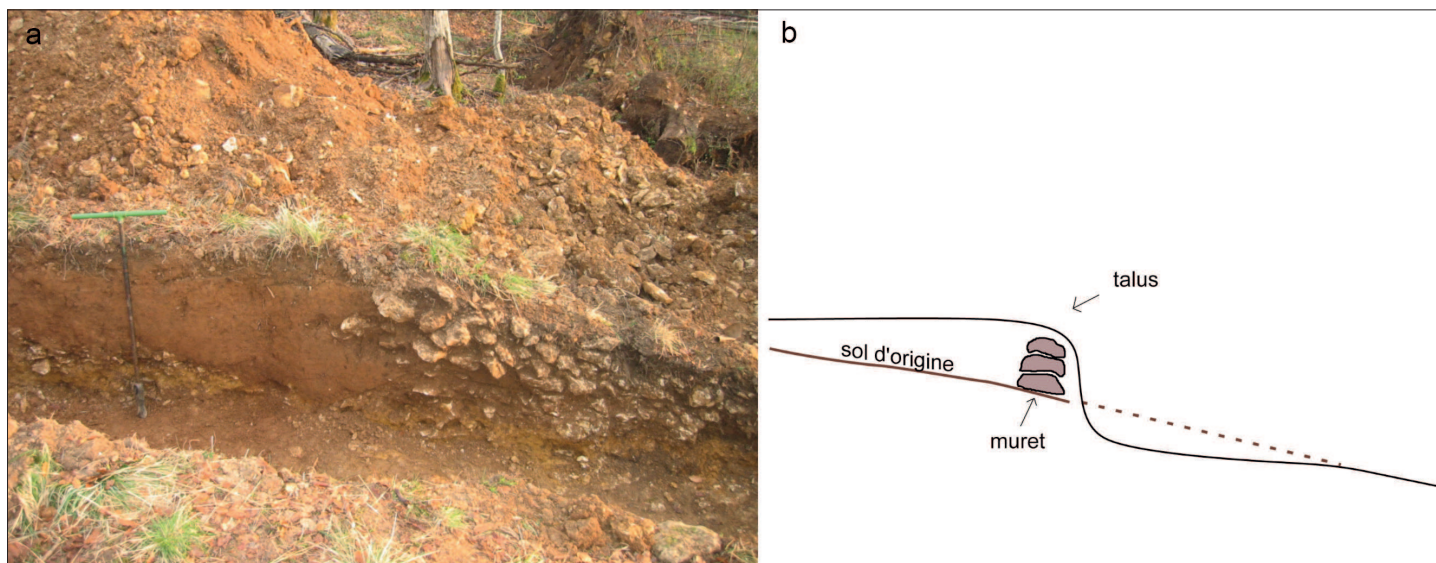 a
b
talus
sol d'origine
muret